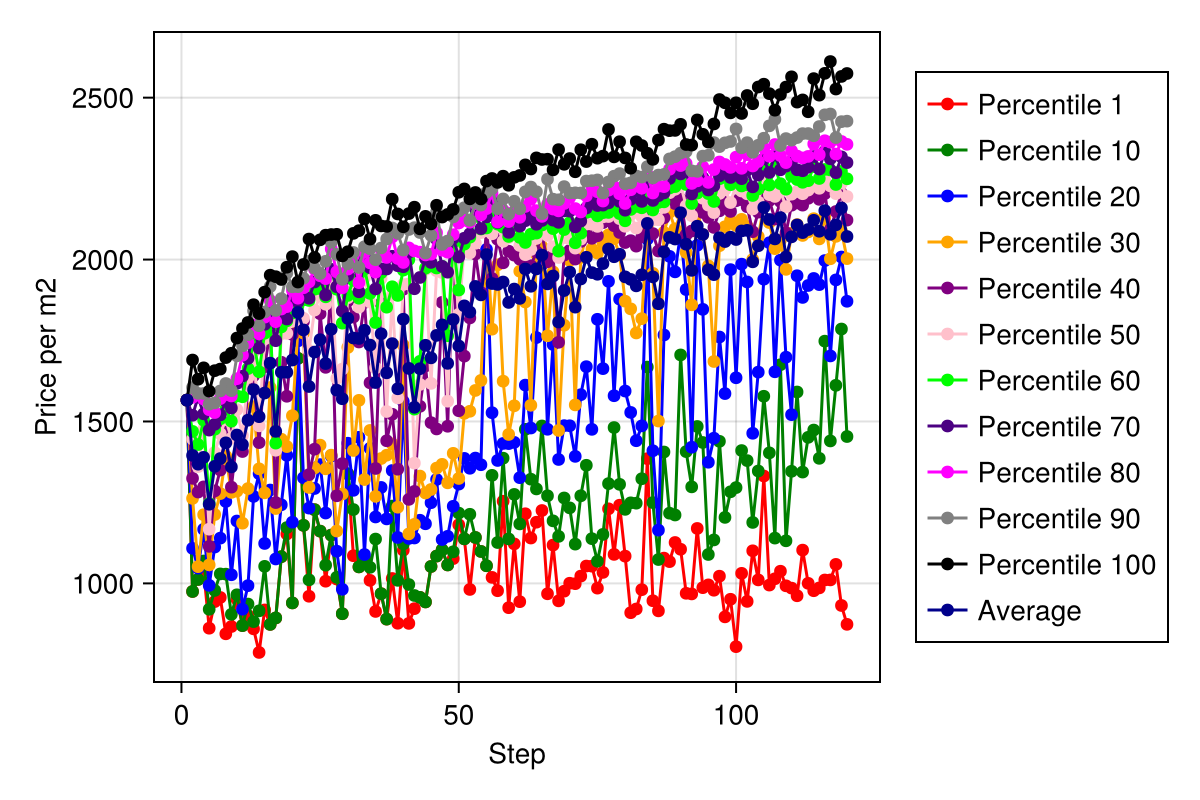 2500
2000
1500
1000
Price per m2
0
50
100
Step
Percentile 1
Percentile 10
Percentile 20
Percentile 30
Percentile 40
Percentile 50
Percentile 60
Percentile 70
Percentile 80
Percentile 90
Percentile 100
Average